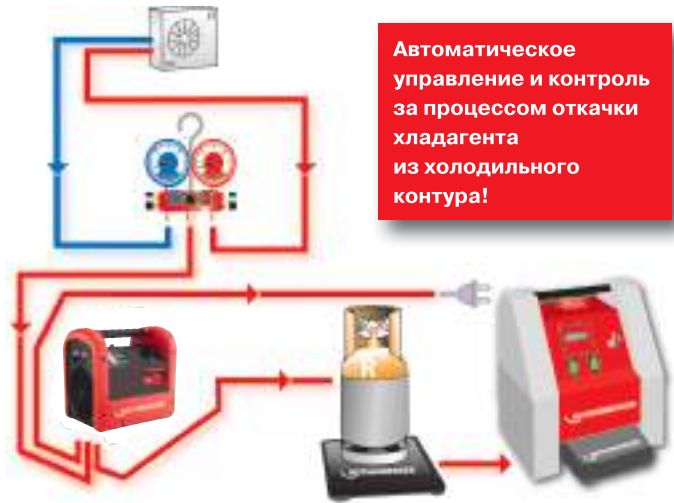 Автоматическое
управление и контроль
за процессом откачки
хладагента
из холодильного
контура!